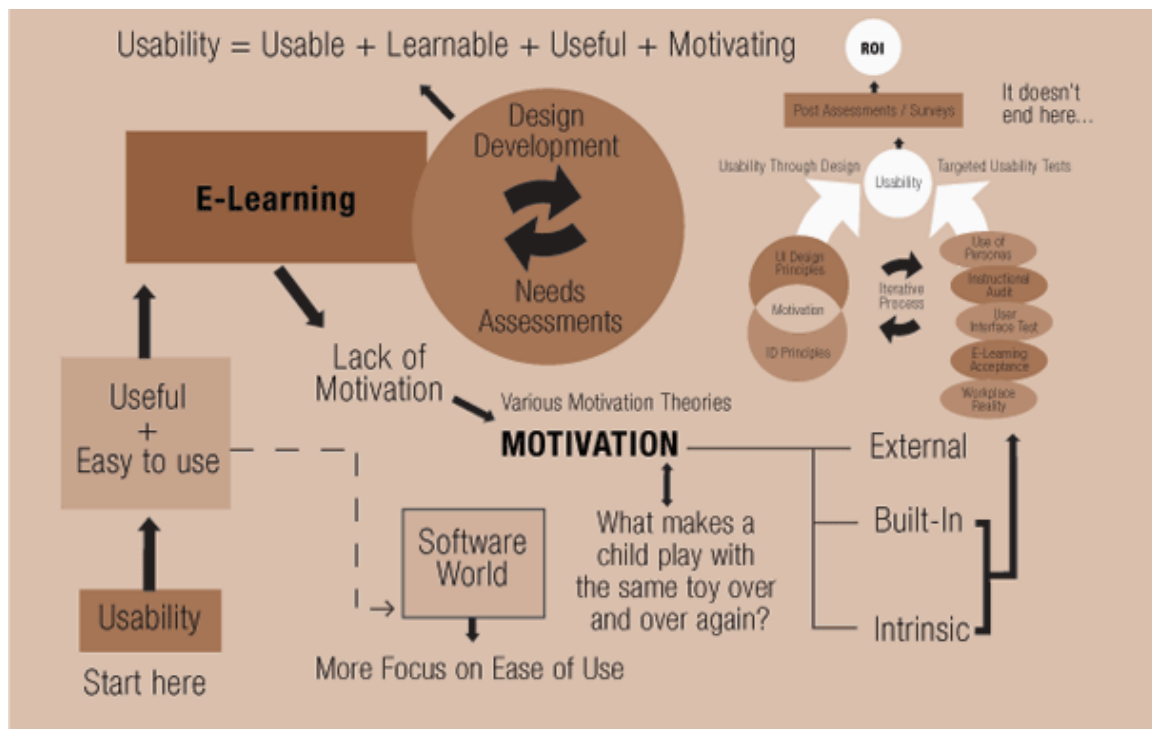 Usability = Usable + Learnable + Useful + Motivating
ROI
Post Assessments / Surveys
It doesn't
end here...
Usability Through Design
Usability
Targeted Usability Tests
E-Learning
Design
Development
Needs
Assessments
UI Design
Principles
Motivation
ID Principles
Iterative
Process
Use of
Personas
Instructional
Audit
User
Interface Test
E-Learning
Acceptance
Workplace
Reality
Lack of
Motivation
Various Motivation Theories
MOTIVATION
External
Built-In
Intrinsic
What makes a
child play with
the same toy over
and over again?
Useful
+
Easy to use
Software
World
More Focus on Ease of Use
Usability
Start here